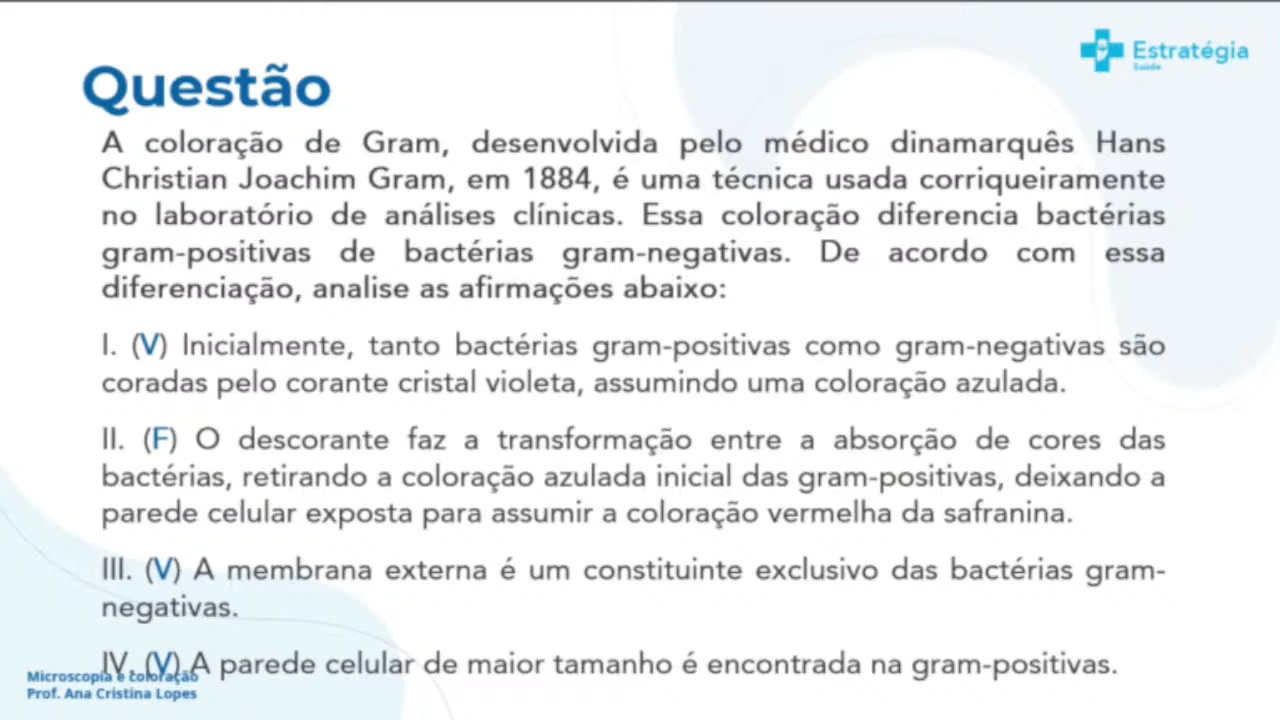 Estratégia
Saúde
Questão
A coloração de Gram, desenvolvida pelo médico dinamarquês Hans
Christian Joachim Gram, em 1884, é uma técnica usada corriqueiramente
no laboratório de análises clínicas. Essa coloração diferencia bactérias
gram-positivas de bactérias gram-negativas. De acordo com essa
diferenciação, analise as afirmações abaixo:
I. (V) Inicialmente, tanto bactérias gram-positivas como gram-negativas são
coradas pelo corante cristal violeta, assumindo uma coloração azulada.
II. (F) O descorante faz a transformação entre a absorção de cores das
bactérias, retirando a coloração azulada inicial das gram-positivas, deixando a
parede celular exposta para assumir a coloração vermelha da safranina.
III. (V) A membrana externa é um constituinte exclusivo das bactérias gram-
negativas.
IV. (V) A parede celular de maior tamanho é encontrada na gram-positivas.
Microscopia e coloração
Prof. Ana Cristina Lopes